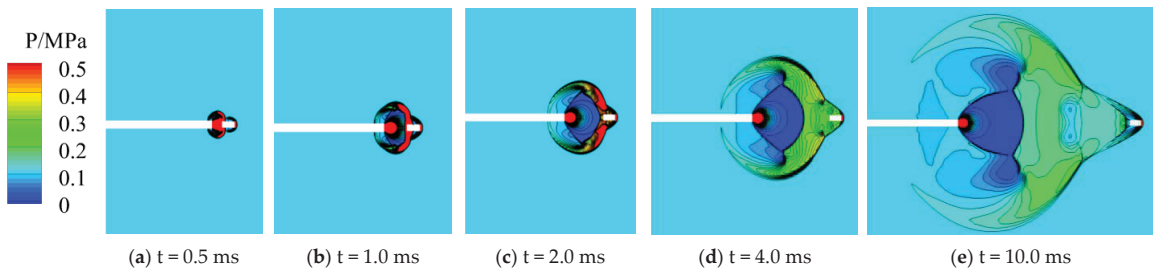 P/MPa
0.5
0.4
0.3
0.2
0.1
0
(a) t = 0.5 ms
(b) t = 1.0 ms
(c) t = 2.0 ms
(d) t = 4.0 ms
(e) t = 10.0 ms